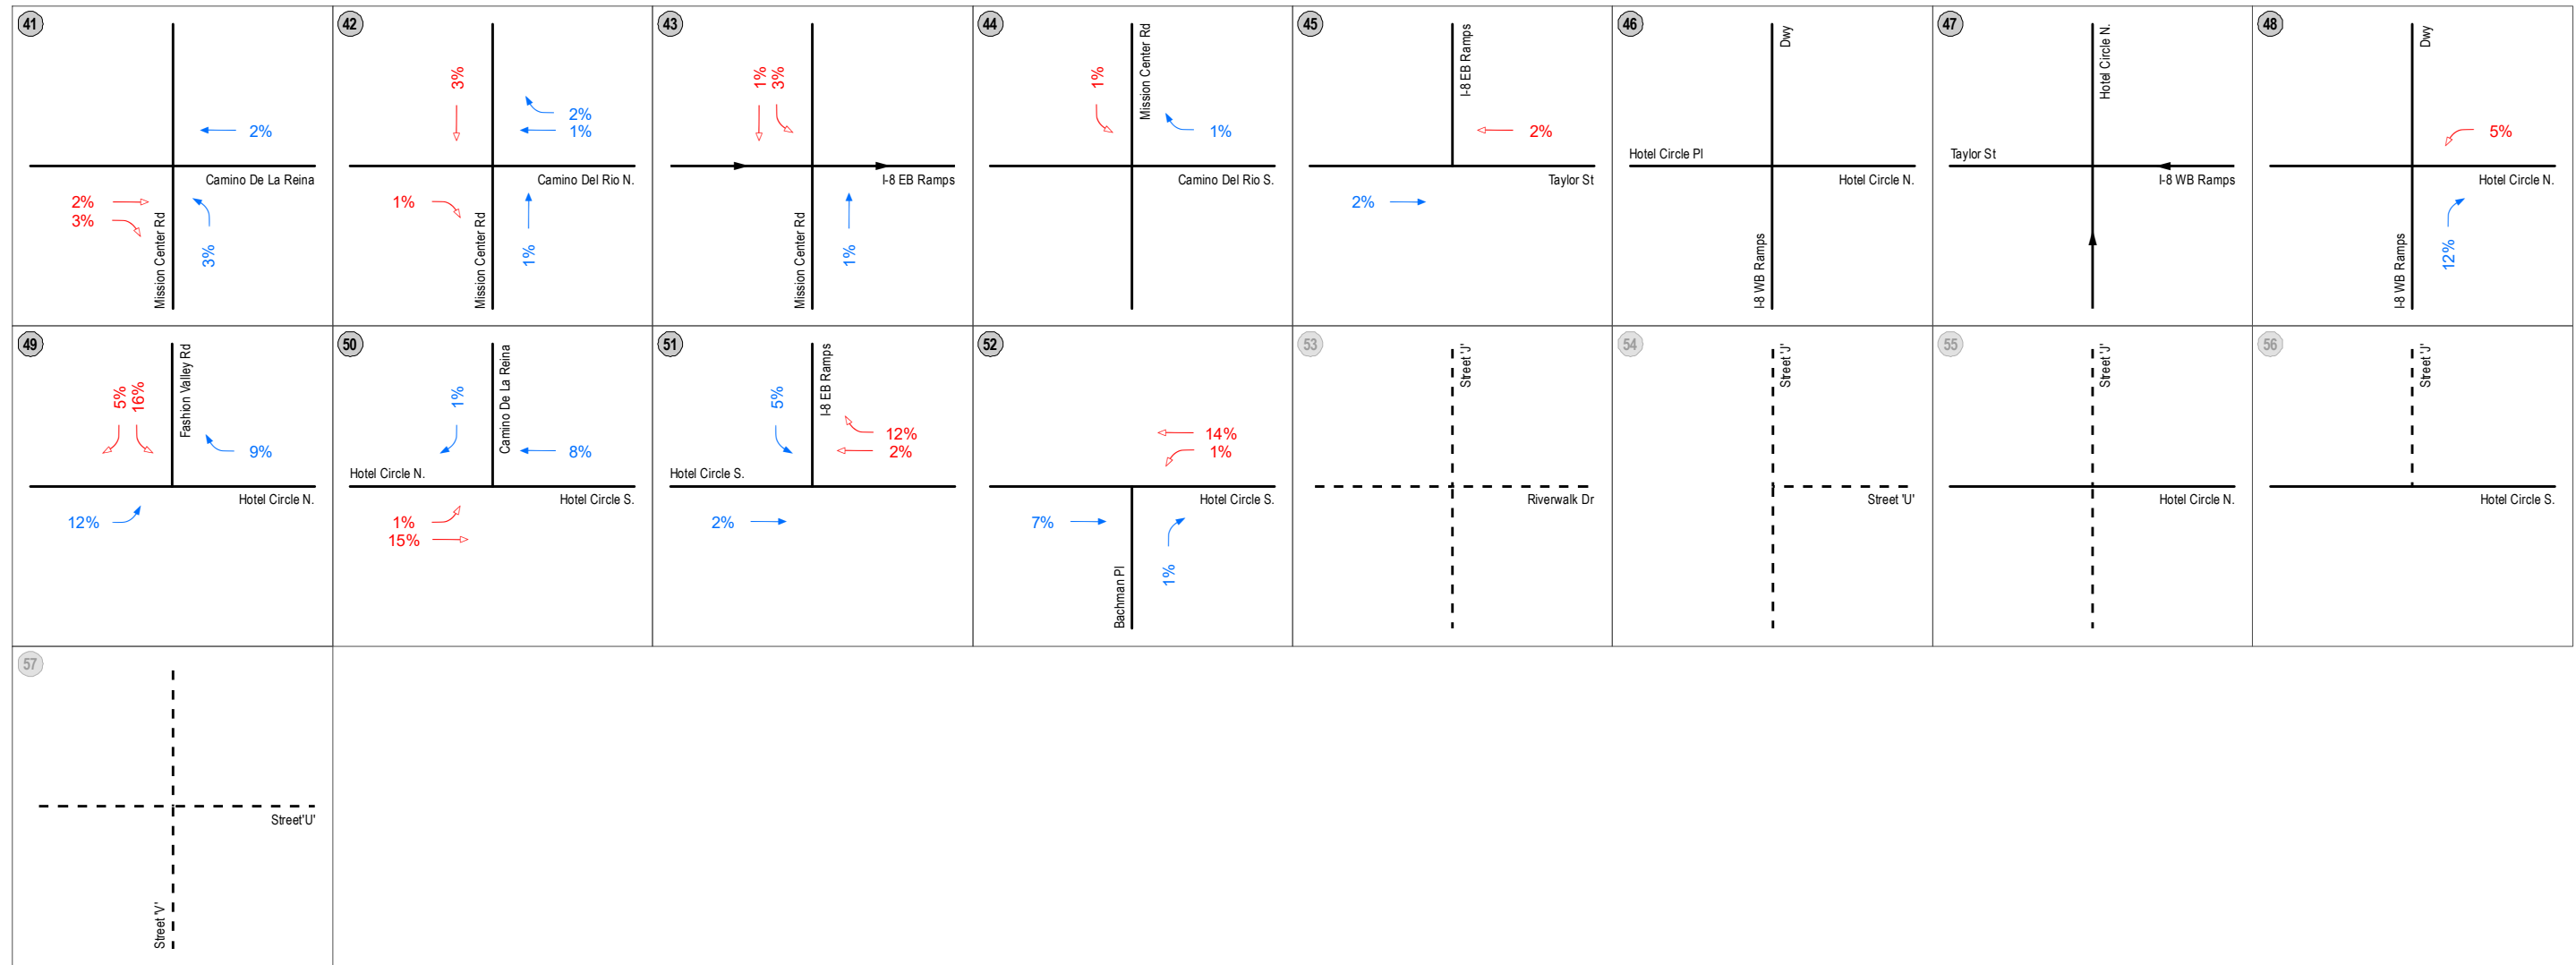 41
2%
Camino De La Reina
2%
3%
3%
Mission Center Rd
42
3%
2%
1%
Camino Del Rio N.
1%
1%
Mission Center Rd
43
1%
3%
I-8 EB Ramps
1%
Mission Center Rd
44
1%
Mission Center Rd
1%
Camino Del Rio S.
45
I-8 EB Ramps
2%
Taylor St
2%
46
Dwy
Hotel Circle Pl
Hotel Circle N.
I-8 WB Ramps
47
Hotel Circle N.
Taylor St
I-8 WB Ramps
48
Dwy
5%
Hotel Circle N.
12%
I-8 WB Ramps
49
5%
16%
Fashion Valley Rd
9%
Hotel Circle N.
12%
50
1%
Camino De La Reina
8%
Hotel Circle N.
Hotel Circle S.
1%
15%
51
5%
I-8 EB Ramps
12%
2%
Hotel Circle S.
2%
52
14%
1%
Hotel Circle S.
7%
1%
Bachman Pl
53
Street 'J'
Riverwalk Dr
54
Street 'J'
Street 'U'
55
Street 'J'
Hotel Circle N.
56
Street 'J'
Hotel Circle S.
57
Street'U'
Street 'V'